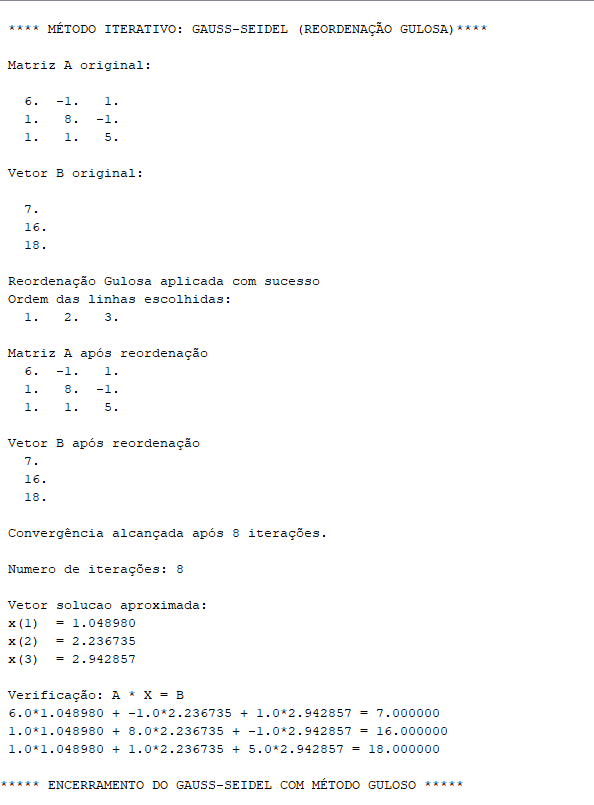 **** MÉTODO ITERATIVO: GAUSS-SEIDEL (REORDENAÇÃO GULOSA)****
Matriz A original:
6. -1. 1.
1. 8. -1.
1. 1. 5.
Vetor B original:
7.
16.
18.
Reordenação Gulosa aplicada com sucesso
Ordem das linhas escolhidas:
1. 2. 3.
Matriz A após reordenação
6. -1. 1.
1. 8. -1.
1. 1. 5.
Vetor B após reordenação
7.
16.
18.
Convergência alcançada após 8 iterações.
Numero de iterações: 8
Vetor solucao aproximada:
x(1) = 1.048980
x(2) = 2.236735
x(3) = 2.942857
Verificação: A * X = B
6.0*1.048980 + -1.0*2.236735 + 1.0*2.942857 = 7.000000
1.0*1.048980 + 8.0*2.236735 + -1.0*2.942857 = 16.000000
1.0*1.048980 + 1.0*2.236735 + 5.0*2.942857 = 18.000000
***** ENCERRAMENTO DO GAUSS-SEIDEL COM MÉTODO GULOSO *****